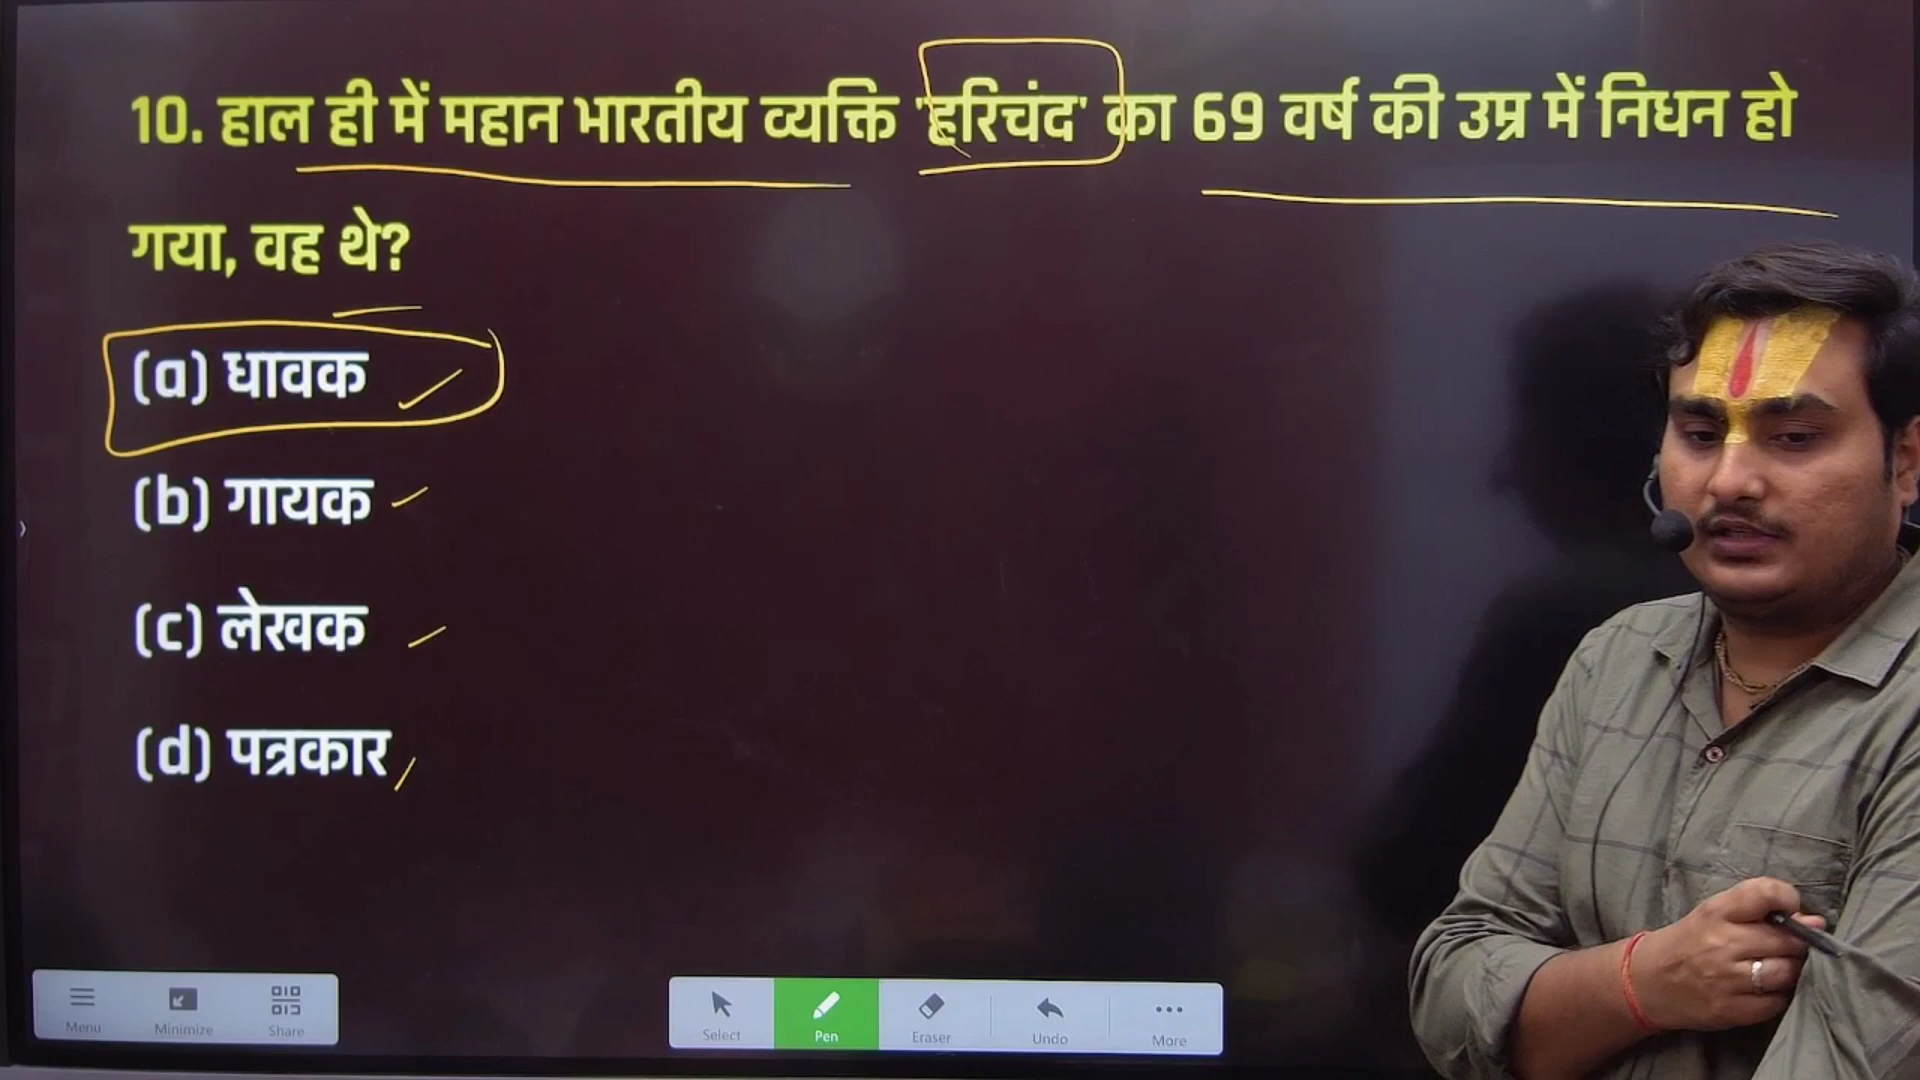 10. हाल ही में महान भारतीय व्यक्ति 'हरिचंद' का 69 वर्ष की उम्र में निधन हो
गया, वह थे?
(a) धावक
(b) गायक
(c) लेखक
(d) पत्रकार
Menu
Minimize
Share
Select
Pen
Eraser
Undo
More